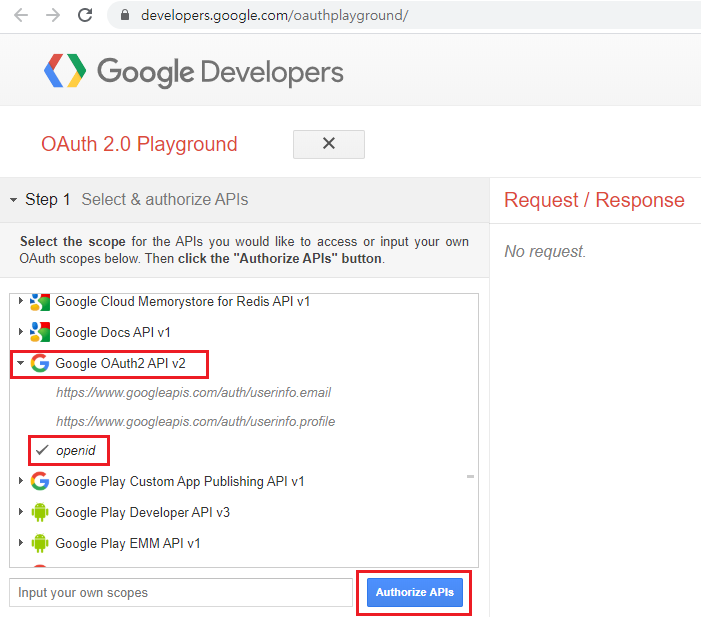 developers.google.com/oauthplayground/
Google Developers
OAuth 2.0 Playground
Step 1 Select & authorize APIs
Request / Response
Select the scope for the APIs you would like to access or input your own
OAuth scopes below. Then click the "Authorize APIs" button.
No request.
Google Cloud Memorystore for Redis API v1
Google Docs API v1
Google OAuth2 API v2
https://www.googleapis.com/auth/userinfo.email
https://www.googleapis.com/auth/userinfo.profile
openid
Google Play Custom App Publishing API v1
Google Play Developer API v3
Google Play EMM API v1
Input your own scopes
Authorize APIs